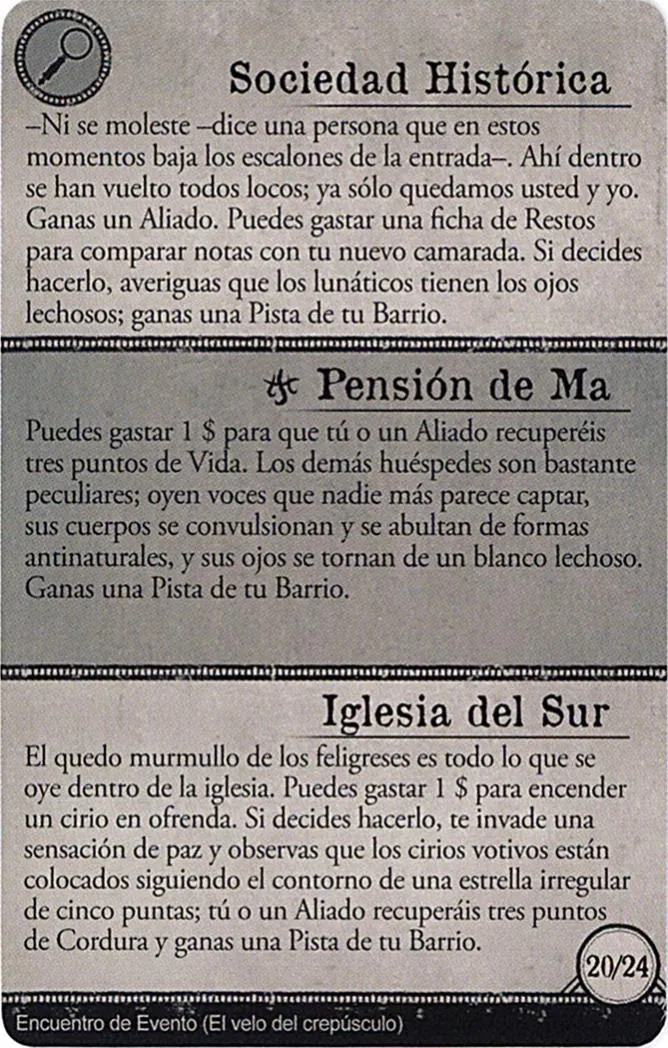 Sociedad Histórica
–Ni se moleste –dice una persona que en estos
momentos baja los escalones de la entrada–. Ahí dentro
se han vuelto todos locos; ya sólo quedamos usted y yo.
Ganas un Aliado. Puedes gastar una ficha de Restos
para comparar notas con tu nuevo camarada. Si decides
hacerlo, averiguas que los lunáticos tienen los ojos
lechosos; ganas una Pista de tu Barrio.
Pensión de Ma
Puedes gastar 1 $ para que tú o un Aliado recuperéis
tres puntos de Vida. Los demás huéspedes son bastante
peculiares; oyen voces que nadie más parece captar,
sus cuerpos se convulsionan y se abultan de formas
antinaturales, y sus ojos se tornan de un blanco lechoso.
Ganas una Pista de tu Barrio.
Iglesia del Sur
El quedo murmullo de los feligreses es todo lo que se
oye dentro de la iglesia. Puedes gastar 1 $ para encender
un cirio en ofrenda. Si decides hacerlo, te invade una
sensación de paz y observas que los cirios votivos están
colocados siguiendo el contorno de una estrella irregular
de cinco puntas; tú o un Aliado recuperáis tres puntos
de Cordura y ganas una Pista de tu Barrio.
20/24
Encuentro de Evento (El velo del crepúsculo)